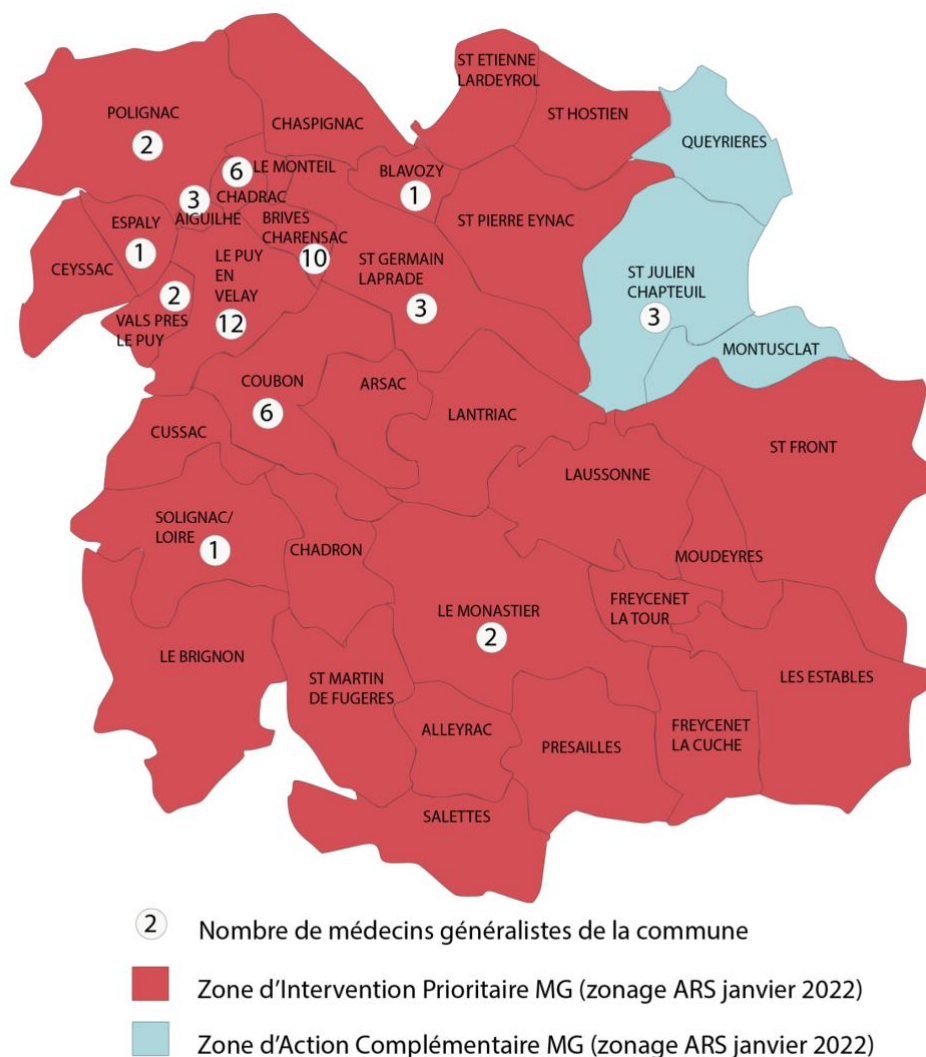 ST ETIENNE
LARDEYROL
ST HOSTIEN
POLIGNAC
2
CHASPIGNAC
QUEYRIERES
6
LE MONTEIL
BLAVOZY
1
3
CHADRAC
AIGUILHE
ESPALY
1
BRIVES
CHARENSAC
10
ST PIERRE EYNAC
CEYSSAC
LE PUY
EN
VELAY
12
ST GERMAIN
LAPRADE
3
ST JULIEN
CHAPTEUIL
3
2
VALS PRES
LE PUY
MONTUSCLAT
COUBON
6
ARSAC
LANTRIAC
CUSSAC
ST FRONT
LAUSSONNE
SOLIGNAC/
LOIRE
1
CHADRON
MOUDEYRES
LE MONASTIER
2
FREYCENET
LA TOUR
LE BRIGNON
ST MARTIN
DE FUGERES
LES ESTABLES
ALLEYRAC
PRESAILLES
FREYCENET
LA CUCHE
SALETTES
2 Nombre de médecins généralistes de la commune
Zone d'Intervention Prioritaire MG (zonage ARS janvier 2022)
Zone d'Action Complémentaire MG (zonage ARS janvier 2022)